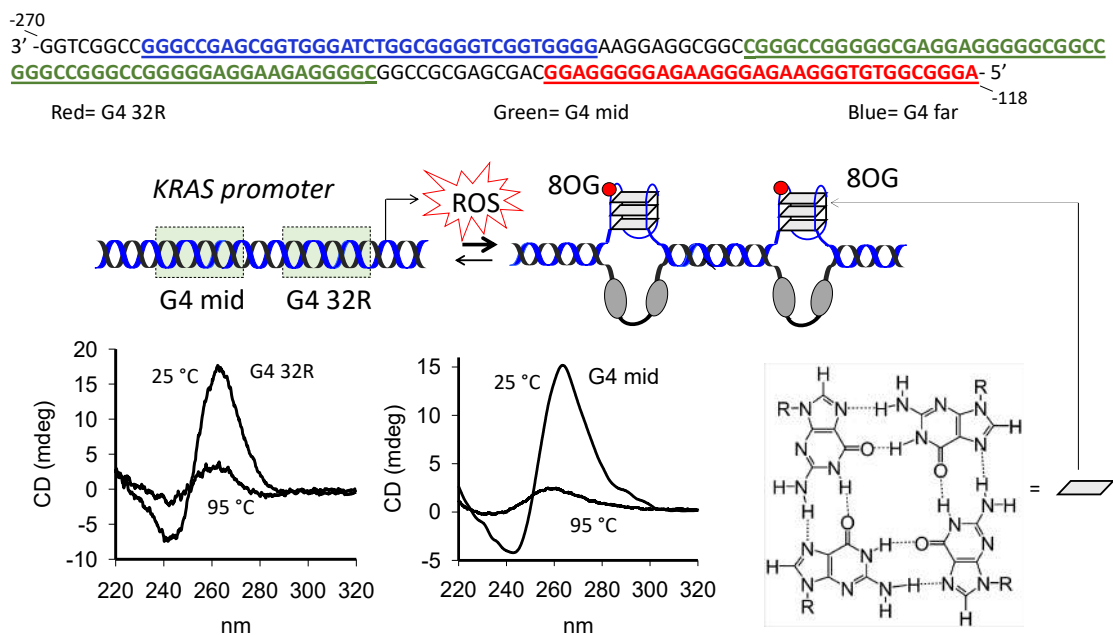 -270
3’ -GGTCGGCC GGGCCGAGCGGTGGGATCTGGCGGGGTCGGTGGGGAAGGAGGCGGCCGGGCCGGGGGCGAGGAGGGGGCGGCC
GGGCCGGGCCGGGGGAGGAAGAGGGGCGGCCGCGAGCGACGGAGGGGGAGAAGGGAGAAGGGTGTGGCGGGA- 5’
-118
Red= G4 32R Green= G4 mid Blue= G4 far
KRAS promoter
ROS
8OG
8OG
G4 mid G4 32R
20
15
10
5
0
-5
-10
25 °C
G4 32R
95 °C
CD (mdeg)
220 240 260 280 300 320
nm
15
10
5
0
-5
25 °C
G4 mid
95 °C
CD (mdeg)
220 240 260 280 300 320
nm
H
R N N H N N R
N N H N N H
O H N N
N N H O H
N H H H
H O H N N
N N H O N
H N N H N N R
R H
=